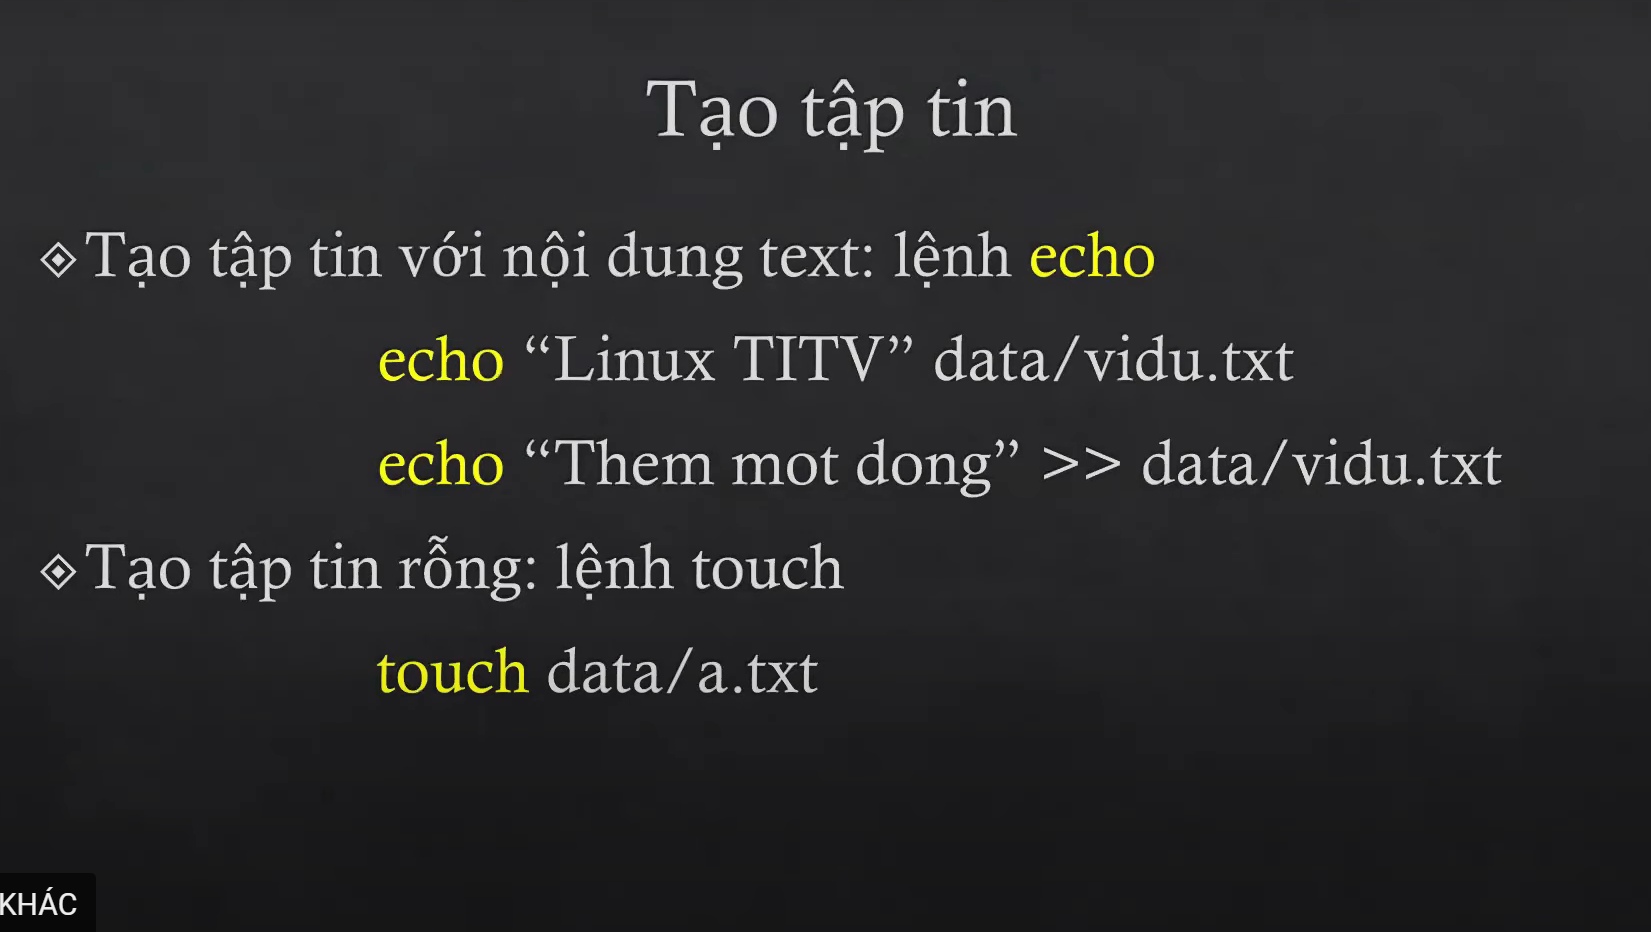 Tạo tập tin
Tạo tập tin với nội dung text: lệnh echo
echo “Linux TITV” data/vidu.txt
echo “Them mot dong” >> data/vidu.txt
Tạo tập tin rỗng: lệnh touch
touch data/a.txt
KHÁC